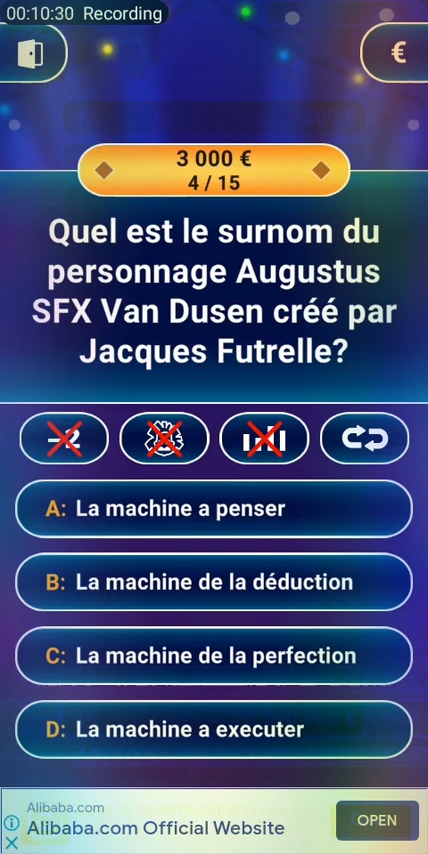 00:10:30 Recording
€
3 000 €
4 / 15
Quel est le surnom du
personnage Augustus
SFX Van Dusen créé par
Jacques Futrelle?
-2
A: La machine a penser
B: La machine de la déduction
C: La machine de la perfection
D: La machine a executer
Alibaba.com
Alibaba.com Official Website
OPEN